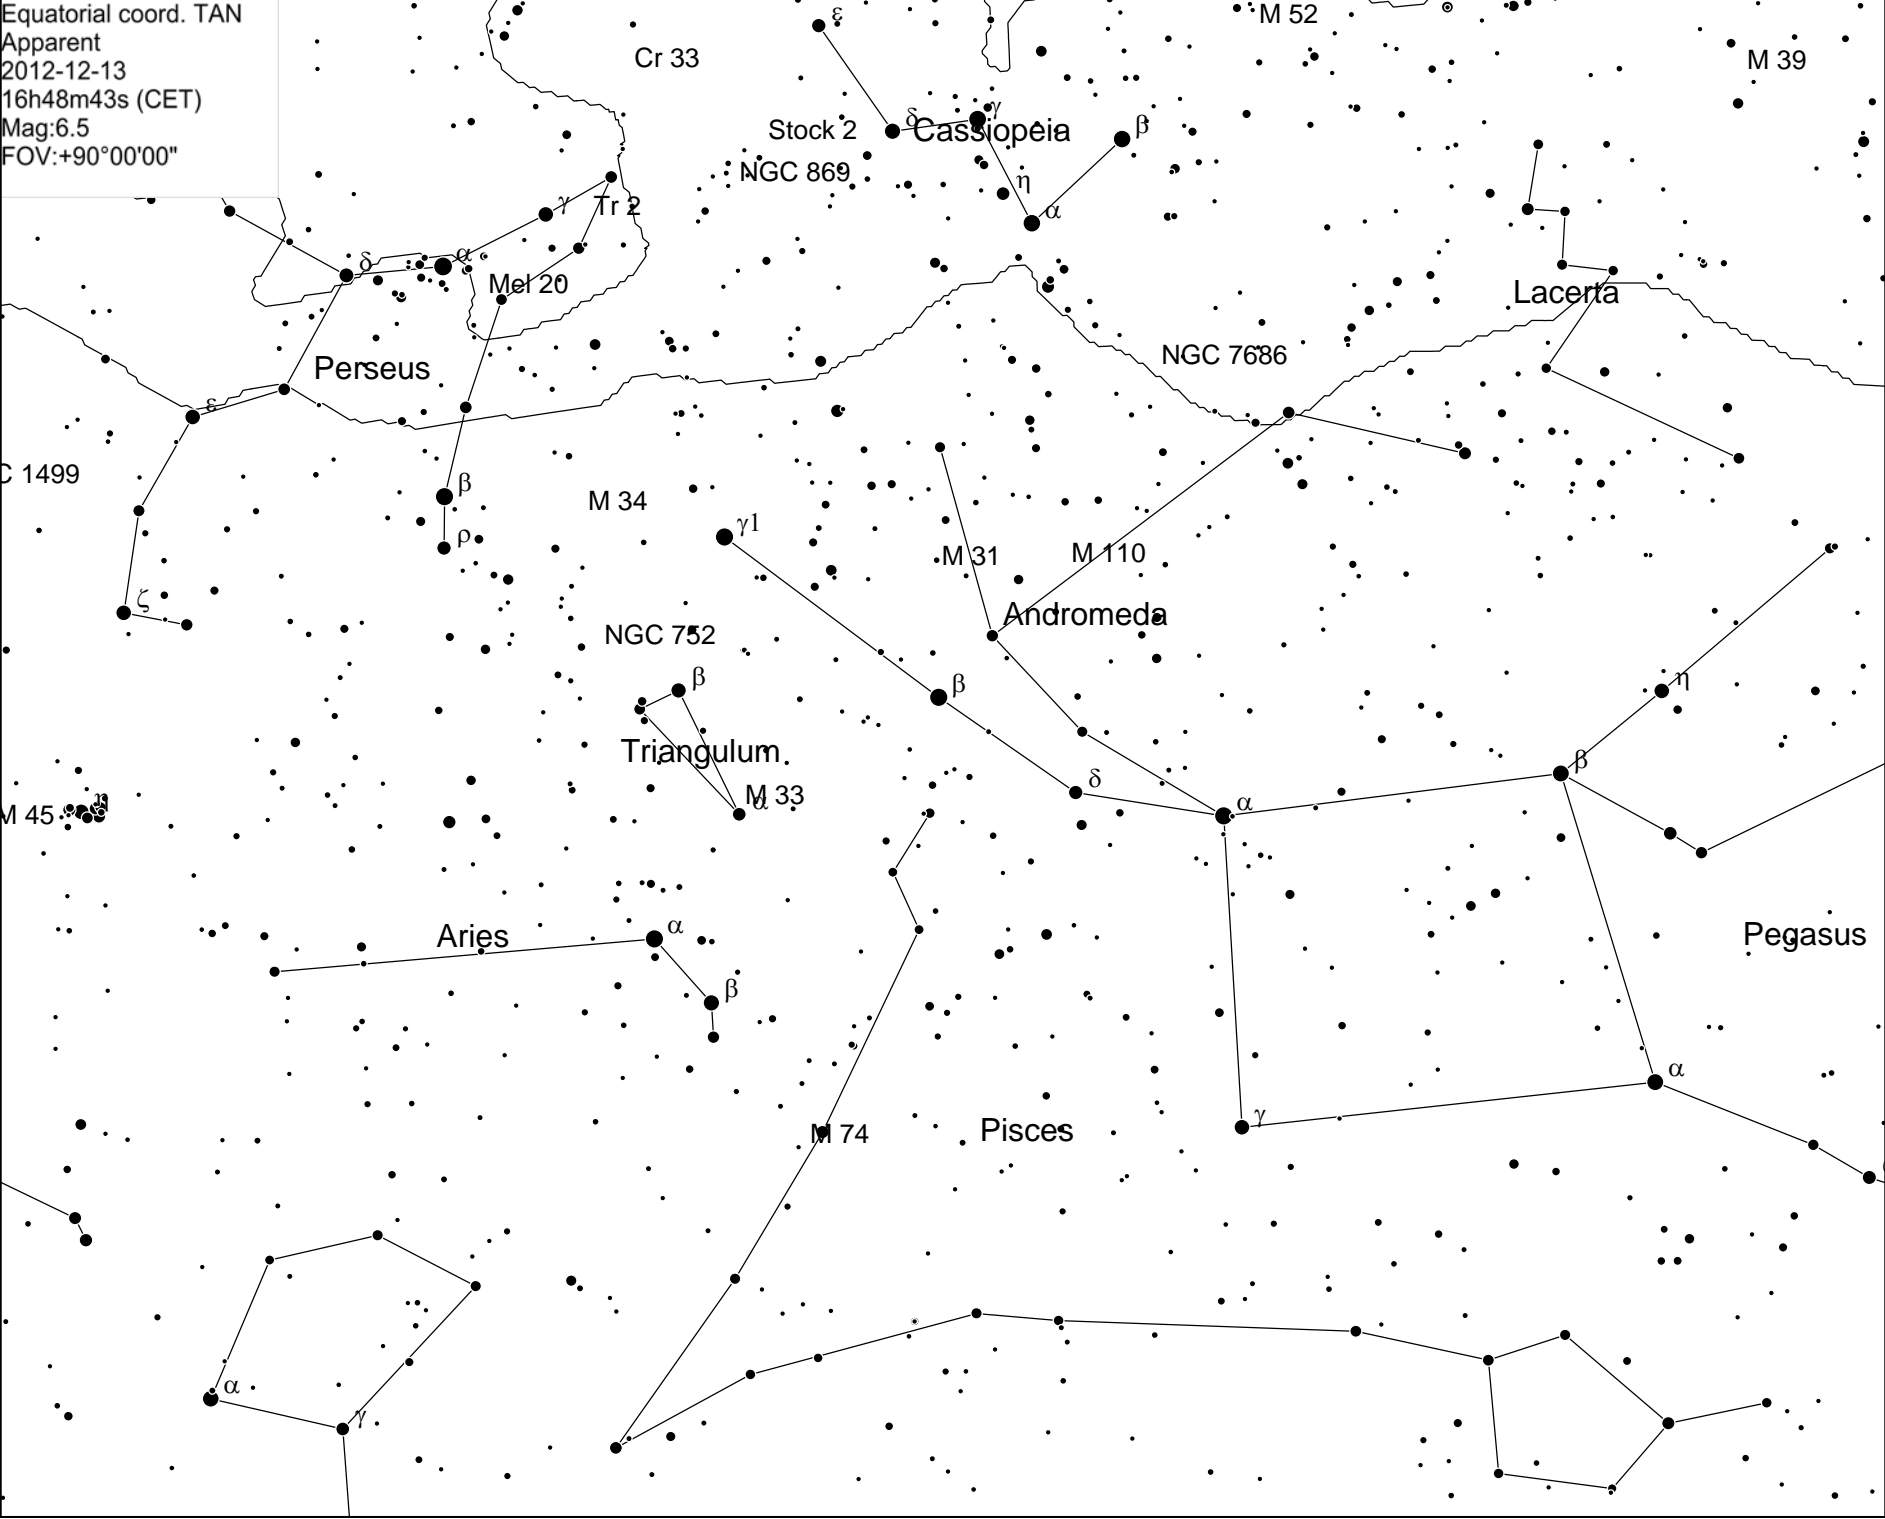 Equatorial coord. TAN
Apparent
2012-12-13
16h48m43s (CET)
Mag:6.5
FOV:+90°00'00"
ε
M 52
Cr 33
M 39
γ
δ
Stock 2
Cassiopeia
β
NGC 869
η
α
γ
Tr 2
δ
α
Mel 20
Lacerta
NGC 7686
Perseus
ε
C 1499
β
M 34
ρ
γ1
M 31
M 110
ζ
Andromeda
NGC 752
β
β
η
Triangulum
β
δ
M 33
α
η
M 45
α
Aries
α
Pegasus
β
α
γ
M 74
Pisces
α
γ